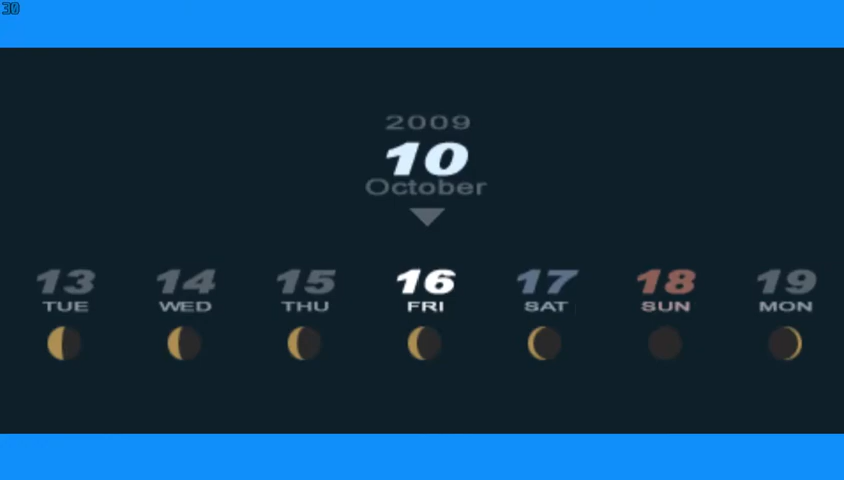 30
2009
10
October
13 14 15 16 17 18 19
TUE WED THU FRI SAT SUN MON